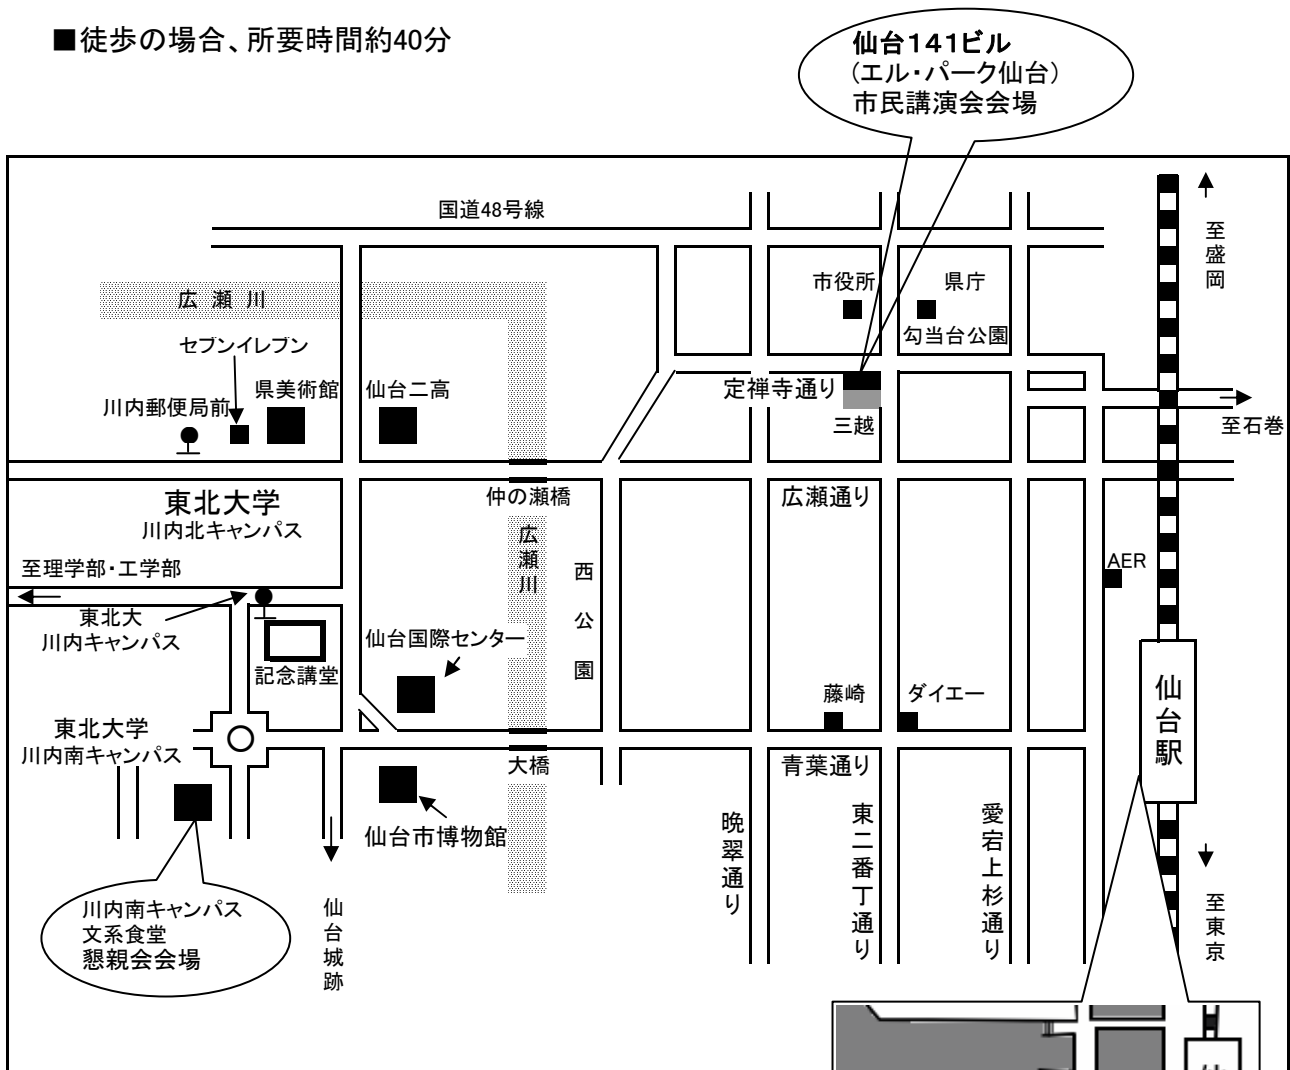 ■徒歩の場合、所要時間約40分
仙台141ビル
(エル・パーク仙台)
市民講演会会場
国道48号線
至盛岡
市役所
県庁
広瀬川
勾当台公園
セブンイレブン
県美術館
仙台二高
定禅寺通り
川内郵便局前
三越
至石巻
東北大学
川内北キャンパス
仲の瀬橋
広瀬通り
広瀬川
西公園
AER
至理学部・工学部
東北大
川内キャンパス
仙台国際センター
記念講堂
藤崎
ダイエー
仙台駅
東北大学
川内南キャンパス
大橋
青葉通り
仙台市博物館
晩翠通り
東二番丁通り
愛宕上杉通り
川内南キャンパス
文系食堂
懇親会会場
仙台城跡
至東京